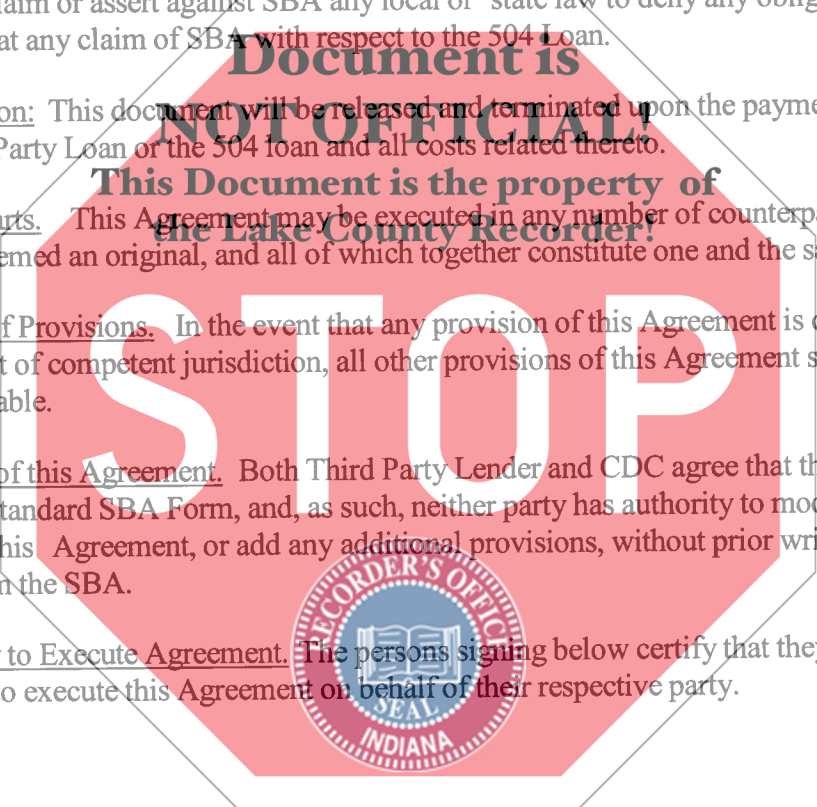 claim or assert against SBA any local or state law to deny any oblig
at any claim of SBA with respect to the 504 Loan.
Document is
on: This document will be released and terminated upon the payme
NOT OFFICIAL!
Party Loan or the 504 loan and all costs related thereto.
This Document is the property of
rts. This Agreement may be executed in any number of counterpa
the Lake County Recorder!
emed an original, and all of which together constitute one and the sa
f Provisions. In the event that any provision of this Agreement is d
t of competent jurisdiction, all other provisions of this Agreement s
able.
STOP
of this Agreement. Both Third Party Lender and CDC agree that th
tandard SBA Form, and, as such, neither party has authority to mod
his Agreement, or add any additional provisions, without prior wri
n the SBA.
RECORDER'S OFFICE
to Execute Agreement. The persons signing below certify that they
o execute this Agreement on behalf of their respective party.
SEAL
INDIANA